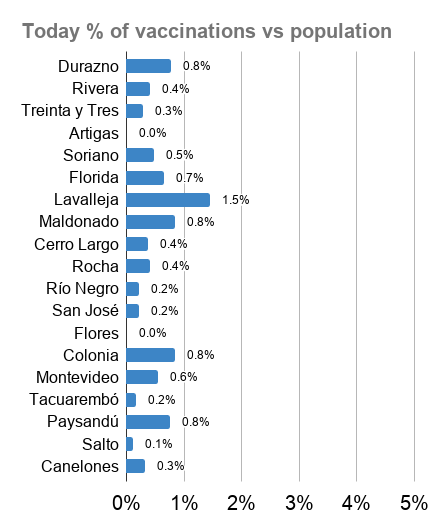 Today % of vaccinations vs population
Durazno 0.8%
Rivera 0.4%
Treinta y Tres 0.3%
Artigas 0.0%
Soriano 0.5%
Florida 0.7%
Lavalleja 1.5%
Maldonado 0.8%
Cerro Largo 0.4%
Rocha 0.4%
Río Negro 0.2%
San José 0.2%
Flores 0.0%
Colonia 0.8%
Montevideo 0.6%
Tacuarembó 0.2%
Paysandú 0.8%
Salto 0.1%
Canelones 0.3%
0% 1% 2% 3% 4% 5%